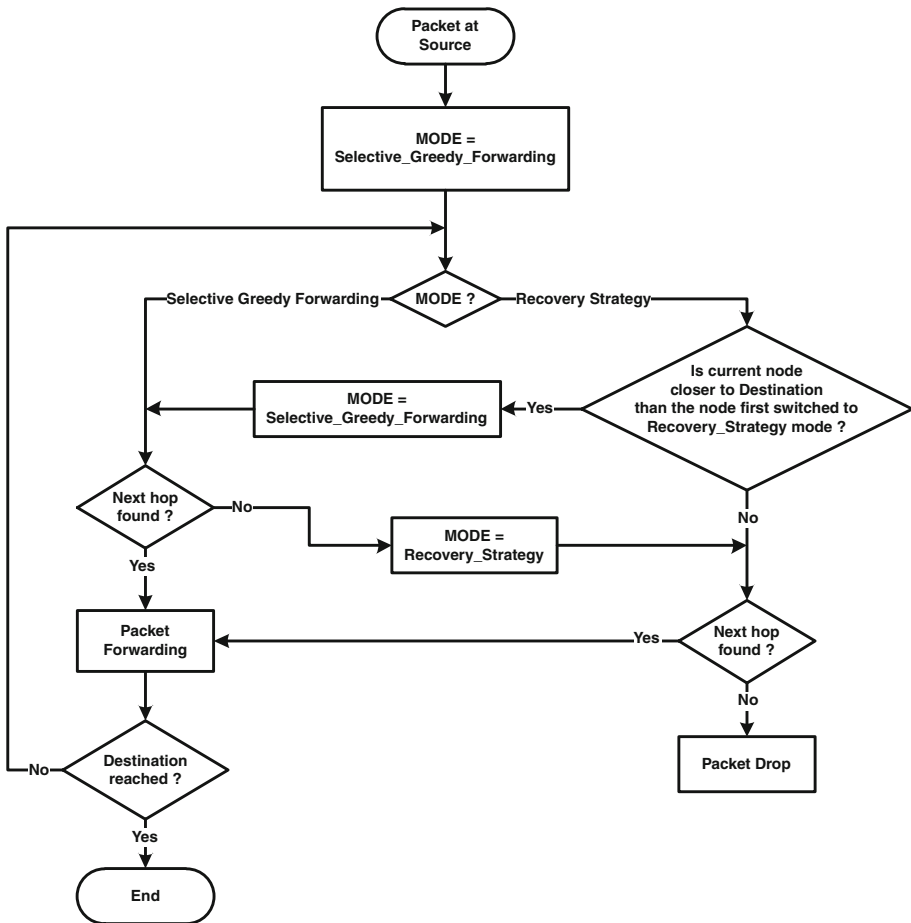 Packet at
Source
MODE =
Selective_Greedy_Forwarding
Selective Greedy Forwarding
MODE ?
Recovery Strategy
Is current node
closer to Destination
than the node first switched to
Recovery_Strategy mode ?
Yes
MODE =
Selective_Greedy_Forwarding
Next hop
found ?
No
MODE =
Recovery_Strategy
No
Yes
Packet
Forwarding
Yes
Next hop
found ?
No
Packet Drop
Destination
reached ?
No
Yes
End